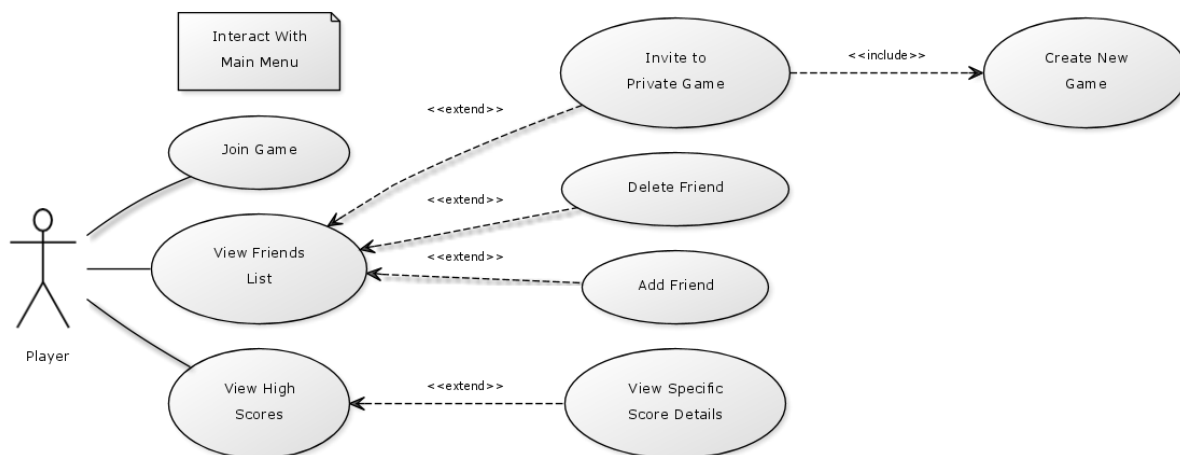 Interact With
Main Menu
Invite to
Private Game
<<include>>
Create New
Game
<<extend>>
Join Game
Delete Friend
<<extend>>
View Friends
List
<<extend>>
Add Friend
Player
View High
Scores
<<extend>>
View Specific
Score Details